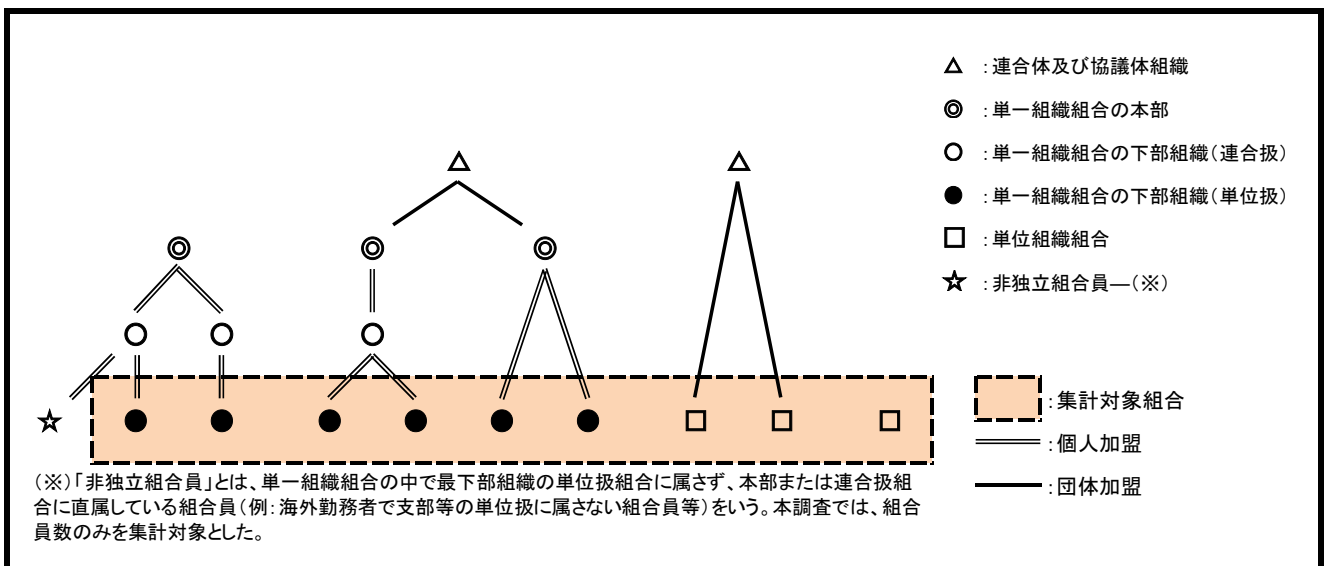 ：連合体及び協議体組織
：単一組織組合の本部
：単一組織組合の下部組織（連合扱）
：単一組織組合の下部組織（単位扱）
：単位組織組合
：非独立組合員―（※）
：集計対象組合
：個人加盟
：団体加盟
（※）「非独立組合員」とは、単一組織組合の中で最下部組織の単位扱組合に属さず、本部または連合扱組
合に直属している組合員（例：海外勤務者で支部等の単位扱に属さない組合員等）をいう。本調査では、組合
員数のみを集計対象とした。